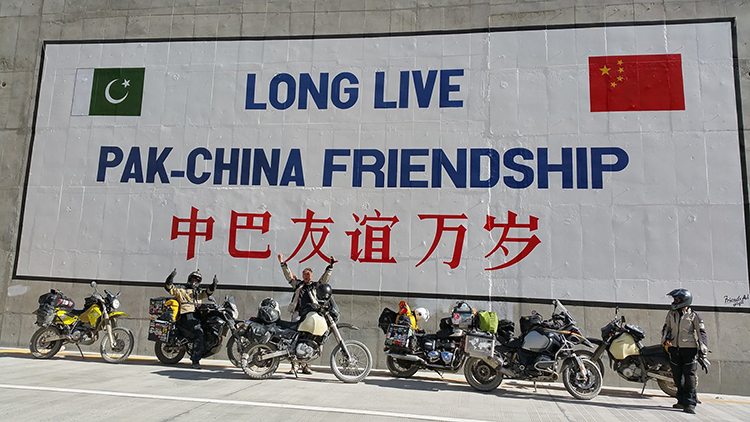 LONG LIVE
PAK-CHINA FRIENDSHIP
中巴友谊万岁